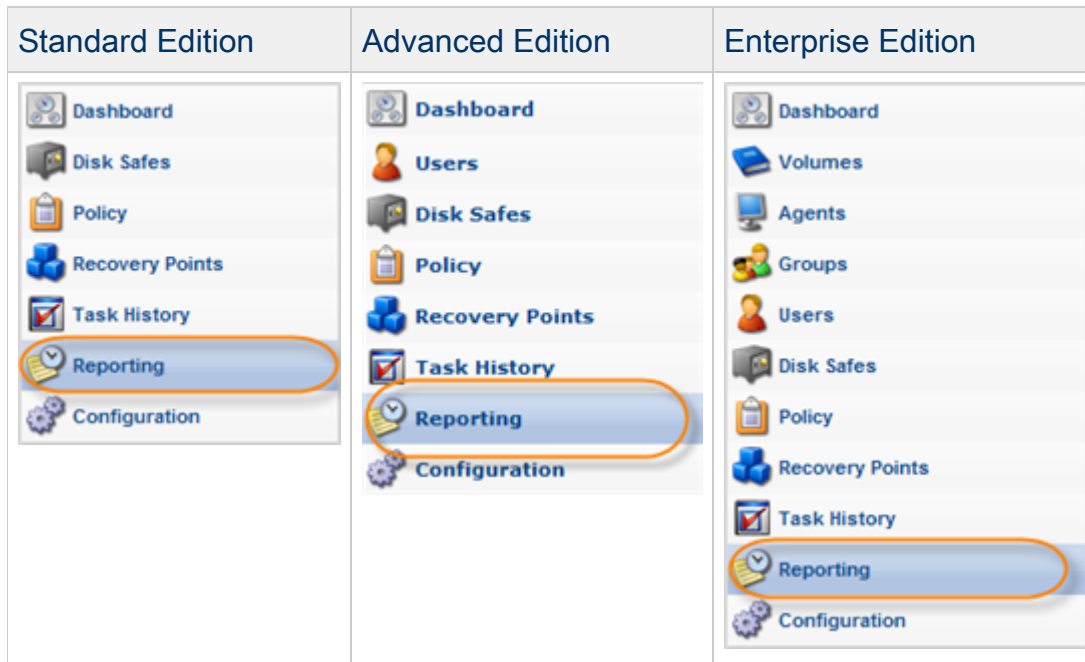 Standard Edition
Dashboard
Disk Safes
Policy
Recovery Points
Task History
Reporting
Configuration
Advanced Edition
Dashboard
Users
Disk Safes
Policy
Recovery Points
Task History
Reporting
Configuration
Enterprise Edition
Dashboard
Volumes
Agents
Groups
Users
Disk Safes
Policy
Recovery Points
Task History
Reporting
Configuration